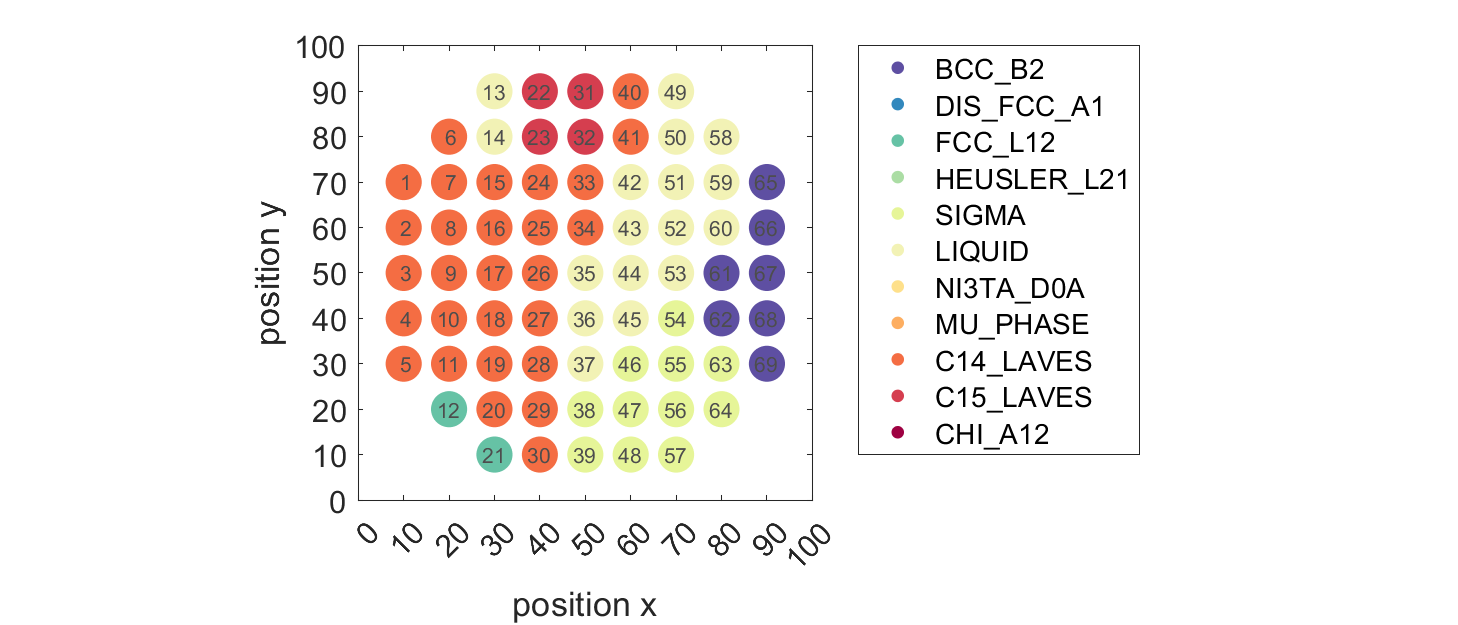 100
90
80
70
60
50
40
30
20
10
0
position y
13 22 31 40 49
6 14 23 32 41 50 58
1 7 15 24 33 42 51 59 65
2 8 16 25 34 43 52 60 66
3 9 17 26 35 44 53 61 67
4 10 18 27 36 45 54 62 68
5 11 19 28 37 46 55 63 69
12 20 29 38 47 56 64
21 30 39 48 57
0 10 20 30 40 50 60 70 80 90 100
position x
BCC_B2
DIS_FCC_A1
FCC_L12
HEUSLER_L21
SIGMA
LIQUID
NI3TA_D0A
MU_PHASE
C14_LAVES
C15_LAVES
CHI_A12